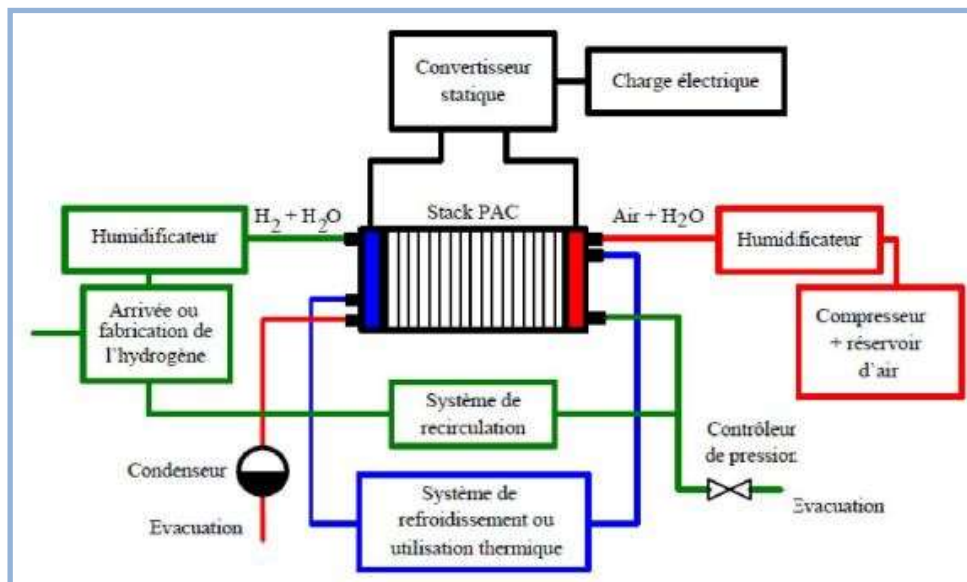 Convertisseur
statique
Charge électrique
H2 + H2O
Stack PAC
Air + H2O
Humidificateur
Humidificateur
Arrivée ou
fabrication de
l'hydrogène
Compresseur
+ réservoir
d'air
Système de
recirculation
Contrôleur
de pression
Condenseur
Evacuation
Système de
refroidissement ou
utilisation thermique
Evacuation